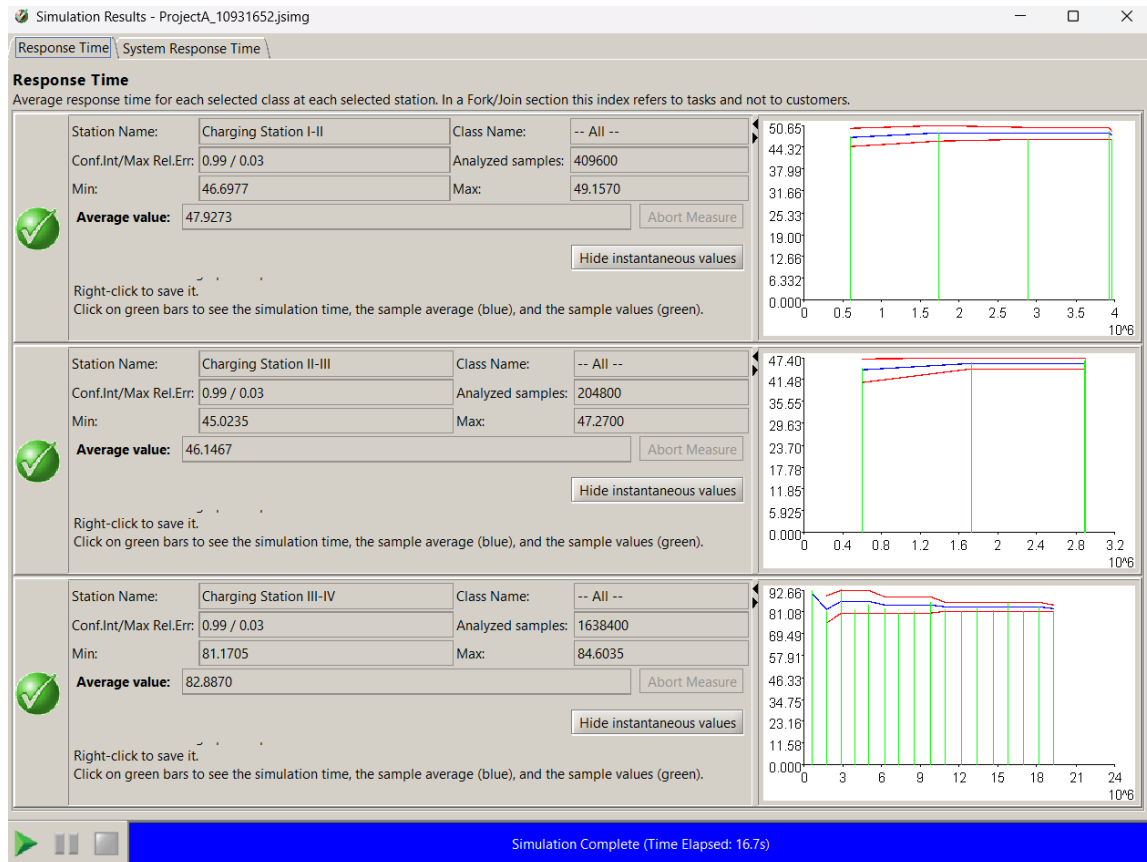 Simulation Results - ProjectA_10931652.jsimg
Response Time System Response Time
Response Time
Average response time for each selected class at each selected station. In a Fork/Join section this index refers to tasks and not to customers.
Station Name: Charging Station I-II Class Name: -- All --
Conf.Int/Max Rel.Err: 0.99 / 0.03 Analyzed samples: 409600
Min: 46.6977 Max: 49.1570
Average value: 47.9273 Abort Measure
Hide instantaneous values
Right-click to save it.
Click on green bars to see the simulation time, the sample average (blue), and the sample values (green).
50.65
44.32
37.99
31.66
25.33
19.00
12.66
6.332
0.000
0 0.5 1 1.5 2 2.5 3 3.5 4
10^6
Station Name: Charging Station II-III Class Name: -- All --
Conf.Int/Max Rel.Err: 0.99 / 0.03 Analyzed samples: 204800
Min: 45.0235 Max: 47.2700
Average value: 46.1467 Abort Measure
Hide instantaneous values
Right-click to save it.
Click on green bars to see the simulation time, the sample average (blue), and the sample values (green).
47.40
41.48
35.55
29.63
23.70
17.78
11.85
5.925
0.000
0 0.4 0.8 1.2 1.6 2 2.4 2.8 3.2
10^6
Station Name: Charging Station III-IV Class Name: -- All --
Conf.Int/Max Rel.Err: 0.99 / 0.03 Analyzed samples: 1638400
Min: 81.1705 Max: 84.6035
Average value: 82.8870 Abort Measure
Hide instantaneous values
Right-click to save it.
Click on green bars to see the simulation time, the sample average (blue), and the sample values (green).
92.66
81.08
69.49
57.91
46.33
34.75
23.16
11.58
0.000
0 3 6 9 12 15 18 21 24
10^6
Simulation Complete (Time Elapsed: 16.7s)